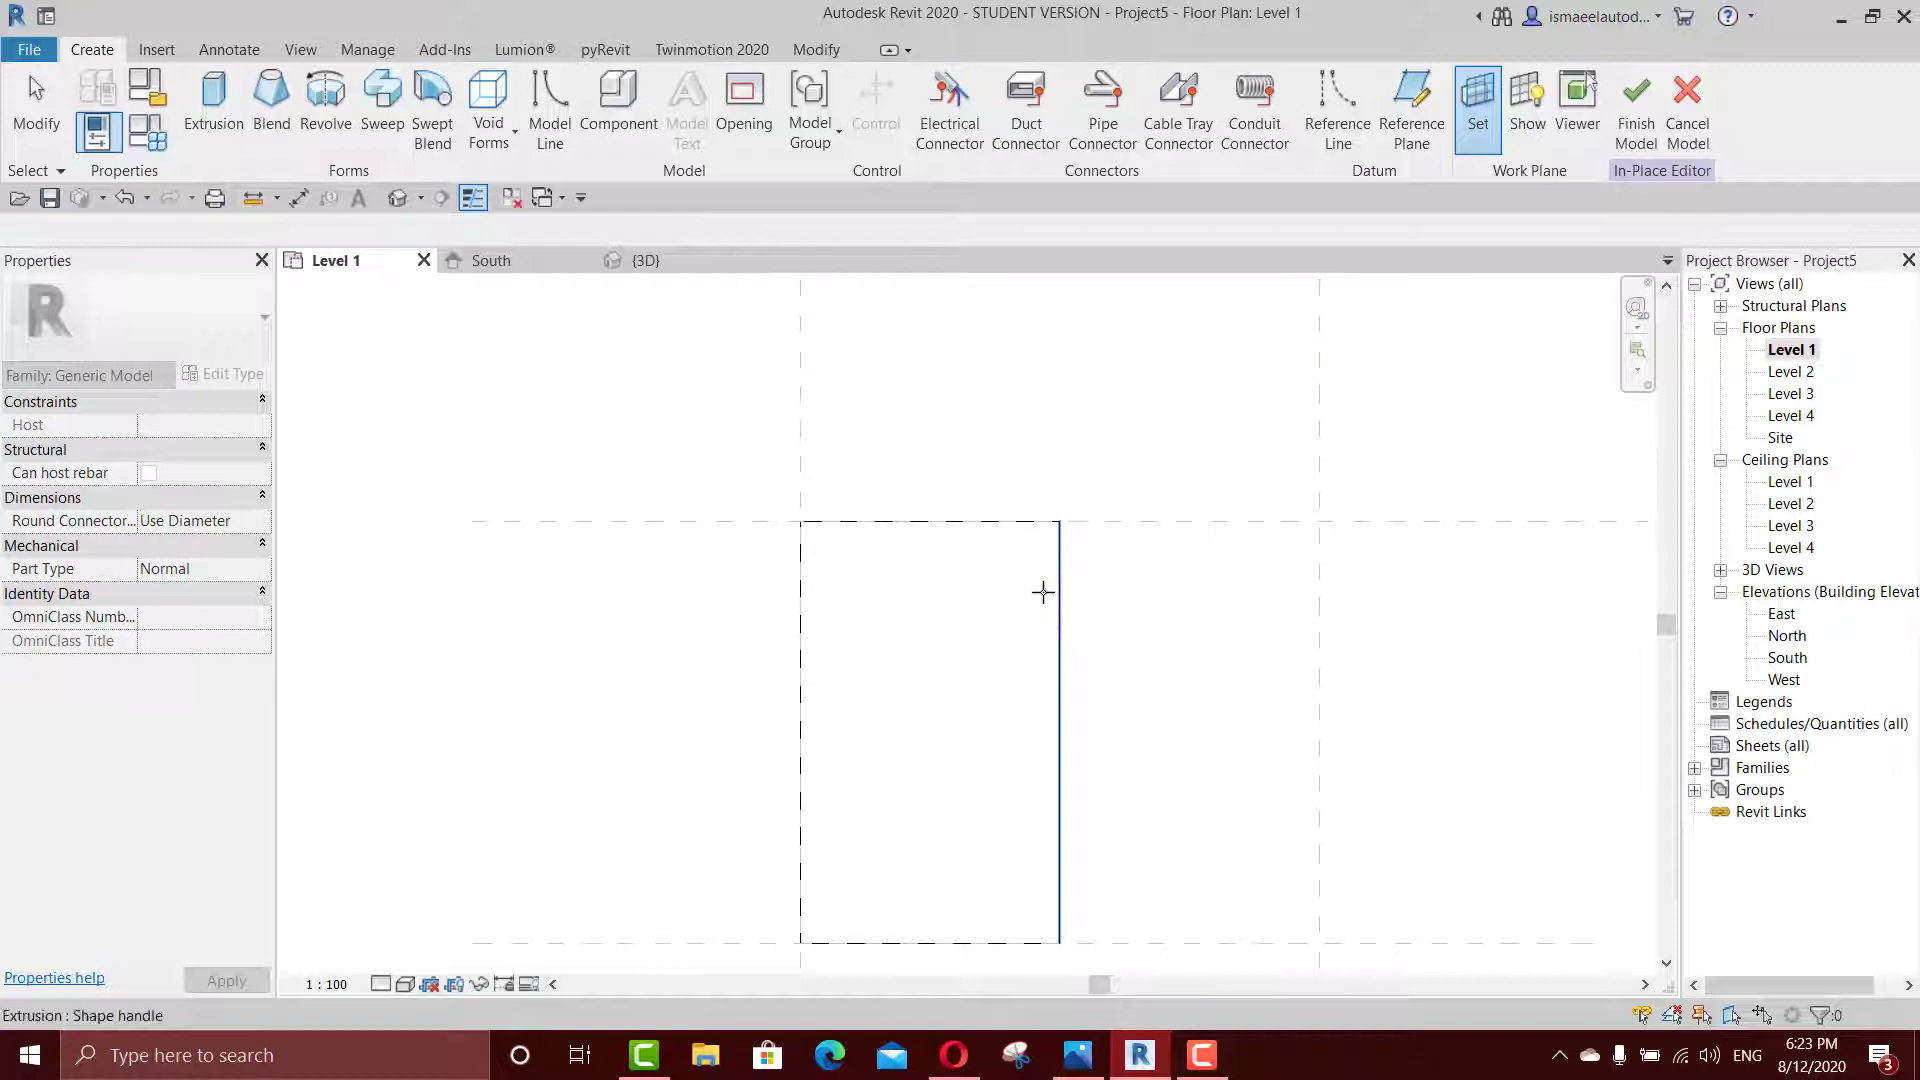 Autodesk Revit 2020 - STUDENT VERSION - Project5 - Floor Plan: Level 1
ismaeelautod...
File Create Insert Annotate View Manage Add-Ins Lumion® pyRevit Twinmotion 2020 Modify
Modify
Extrusion Blend Revolve Sweep Swept Blend Void Forms Model Line Component Model Text Opening Model Group Control Electrical Connector Duct Connector Pipe Connector Cable Tray Connector Conduit Connector Reference Line Reference Plane Set Show Viewer Finish Model Cancel Model
Select Properties Forms Model Control Connectors Datum Work Plane In-Place Editor
Properties
Level 1
South
{3D}
Project Browser - Project5
Family: Generic Model
Edit Type
Constraints
Host
Structural
Can host rebar
Dimensions
Round Connector... Use Diameter
Mechanical
Part Type Normal
Identity Data
OmniClass Numb...
OmniClass Title
Properties help
Apply
1 : 100
Views (all)
Structural Plans
Floor Plans
Level 1
Level 2
Level 3
Level 4
Site
Ceiling Plans
Level 1
Level 2
Level 3
Level 4
3D Views
Elevations (Building Elevat
East
North
South
West
Legends
Schedules/Quantities (all)
Sheets (all)
Families
Groups
Revit Links
Extrusion : Shape handle
:0
Type here to search
ENG
6:23 PM
8/12/2020
3